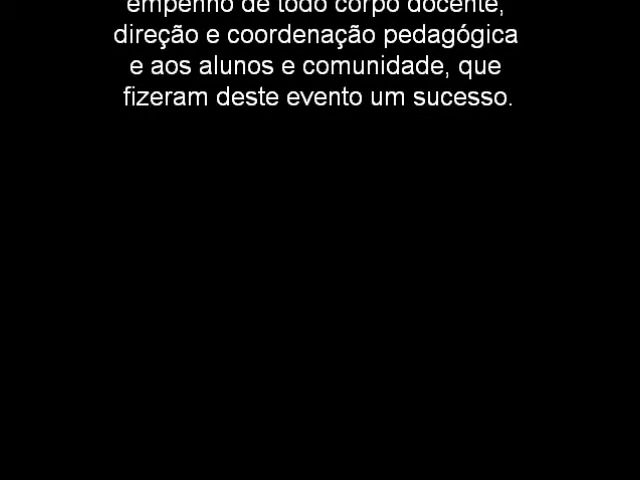 empenho de todo corpo docente,
direção e coordenação pedagógica
e aos alunos e comunidade, que
fizeram deste evento um sucesso.